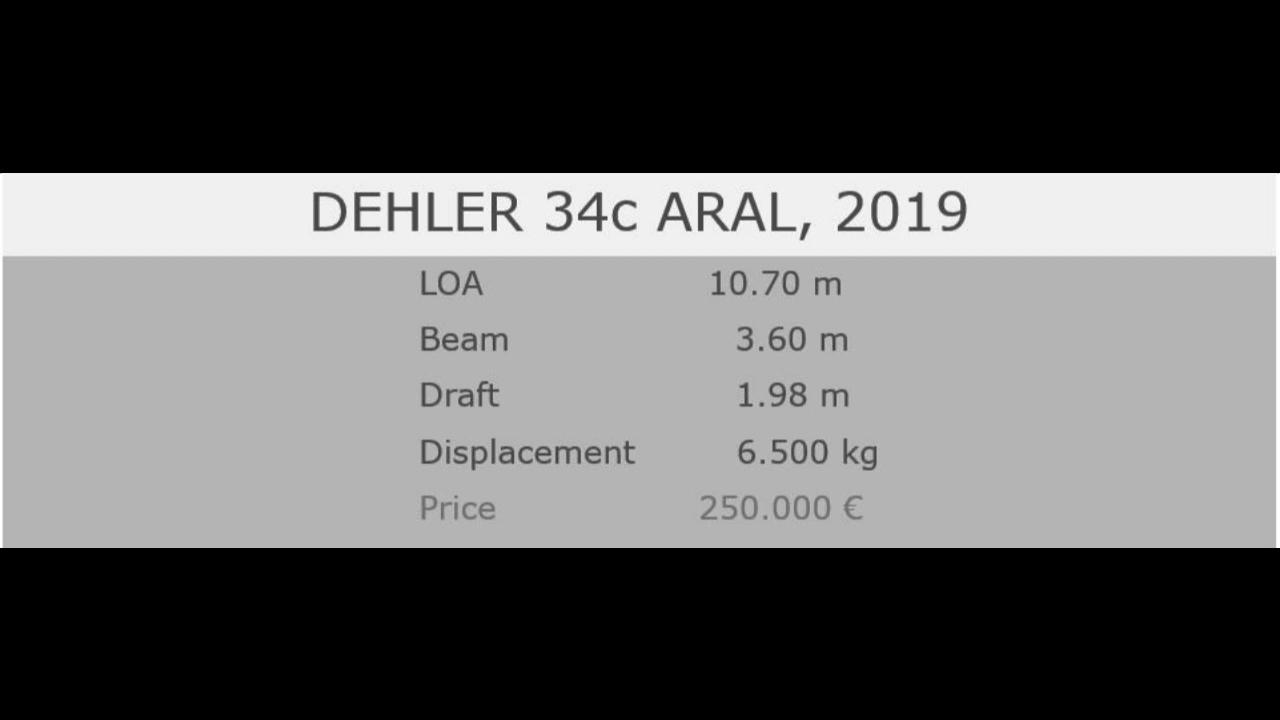 DEHLER 34c ARAL, 2019
LOA 10.70 m
Beam 3.60 m
Draft 1.98 m
Displacement 6.500 kg
Price 250.000 €